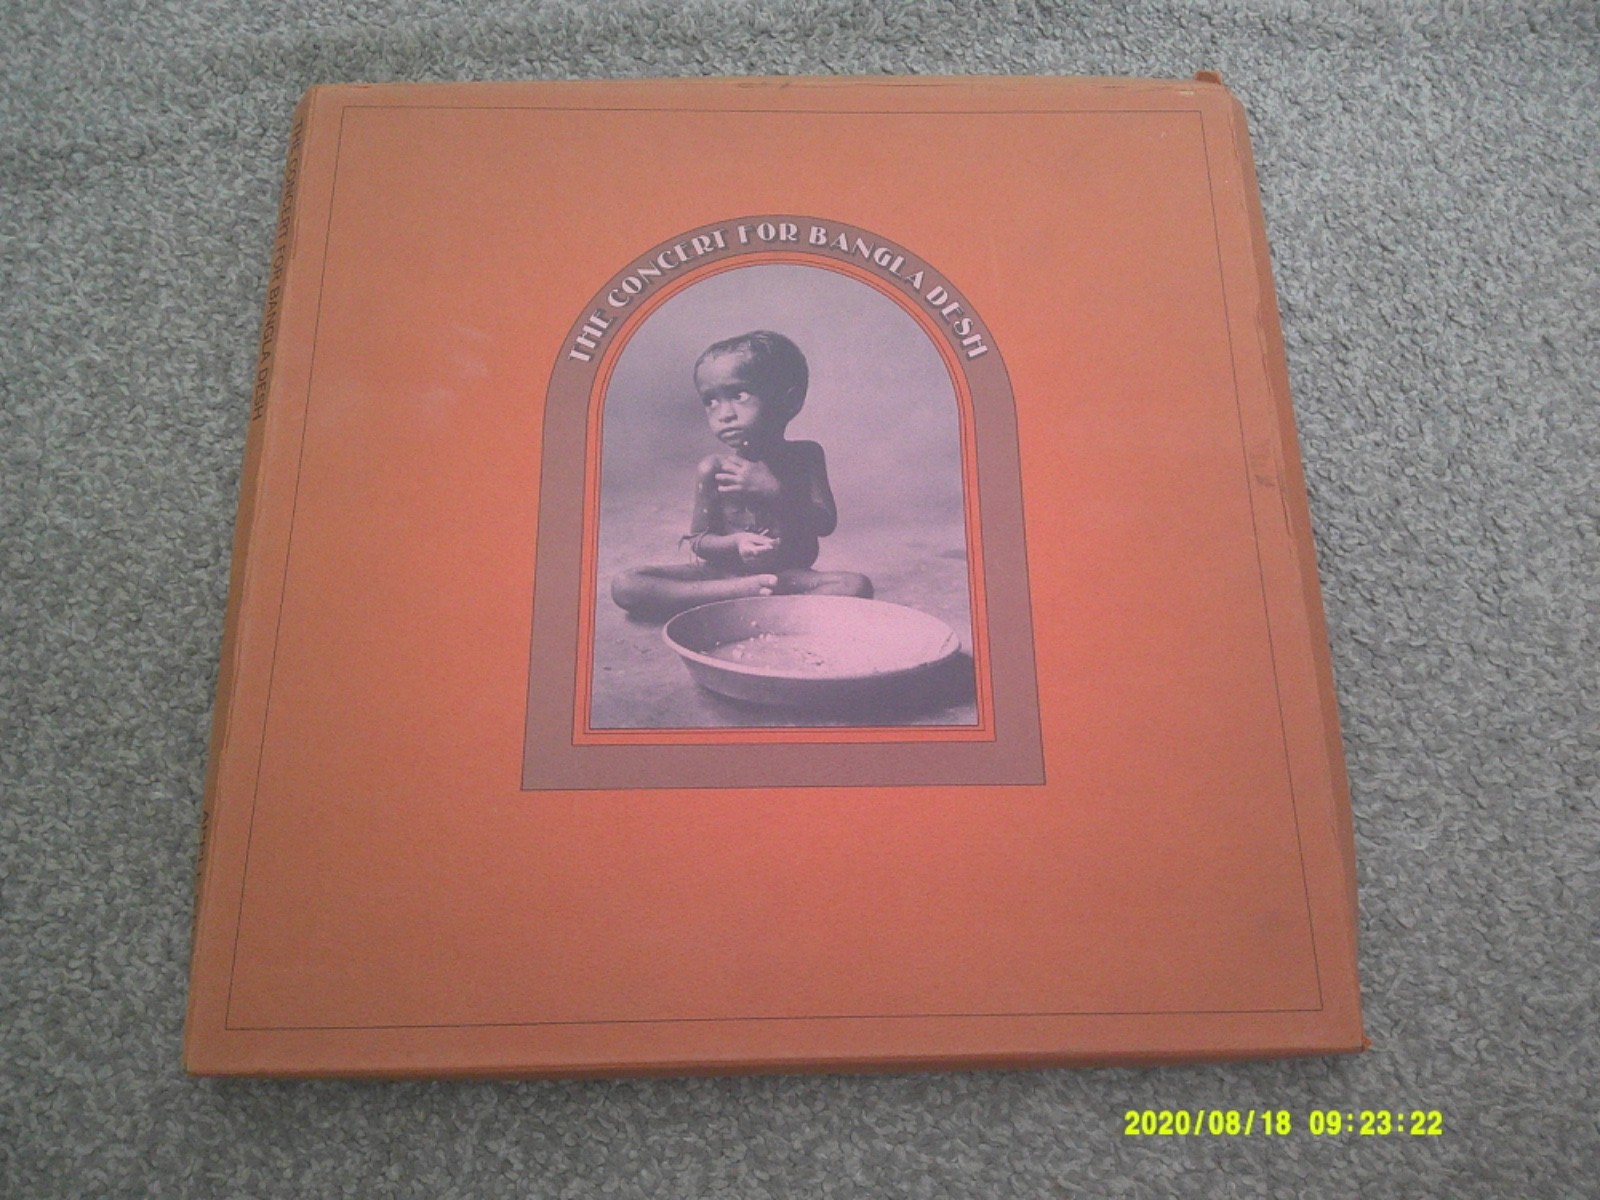 THE CONCERT FOR BANGLA DESH
THE CONCERT FOR BANGLA DESH
2020/08/18 09:23:22